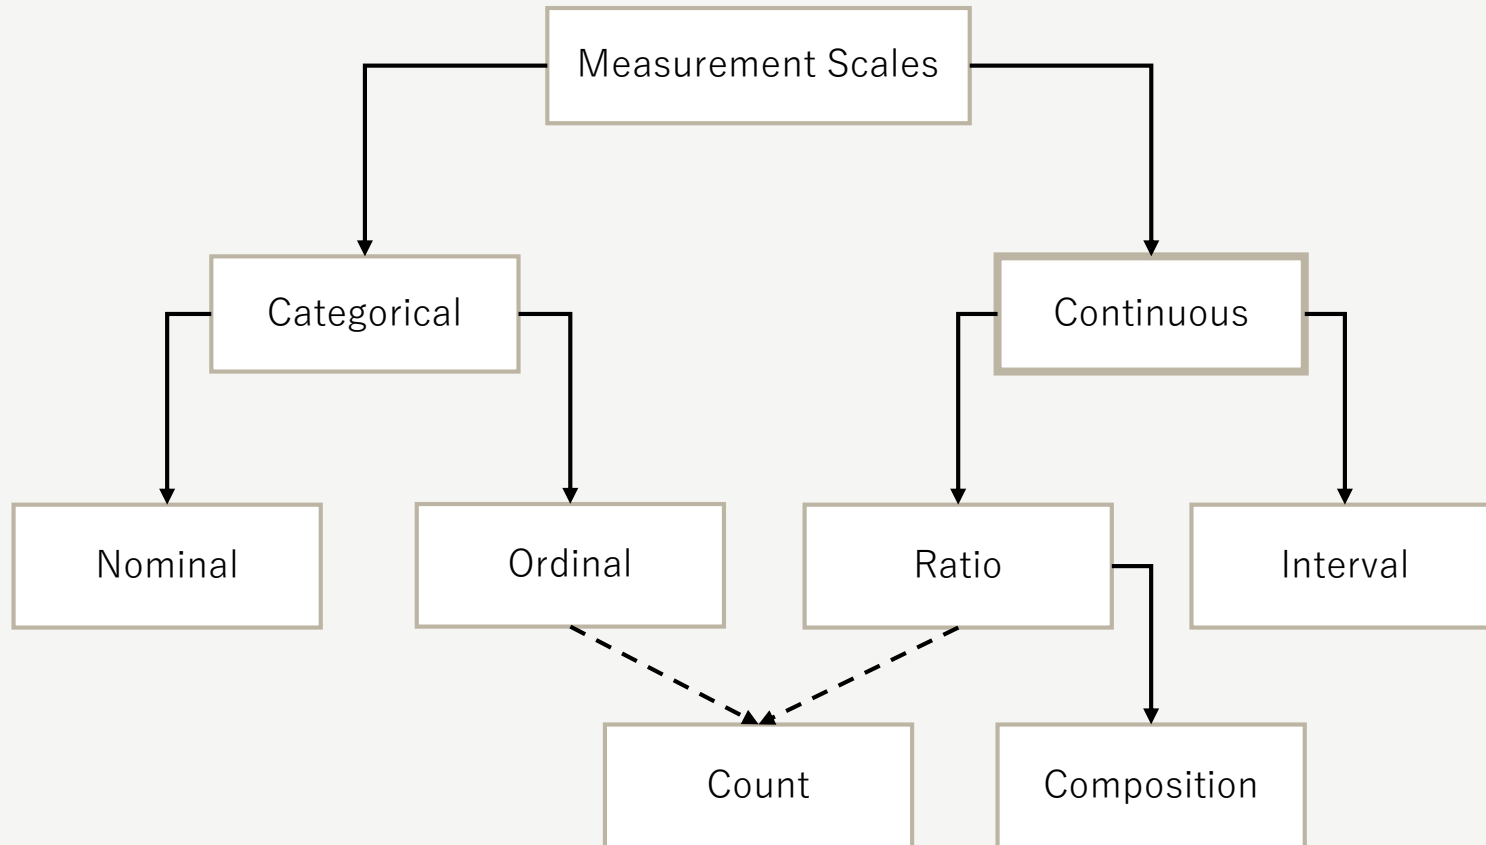 Measurement Scales
Categorical
Continuous
Nominal
Ordinal
Ratio
Interval
Count
Composition